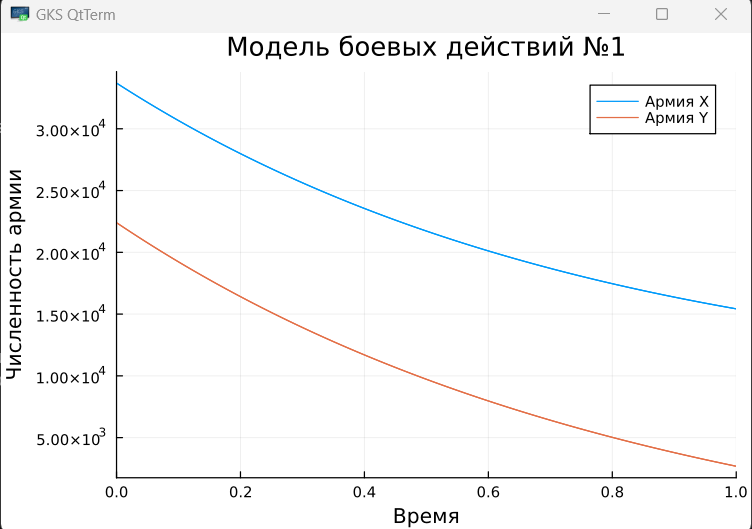 GKS QtTerm
Модель боевых действий №1
Армия X
Армия Y
Численность армии
3.00×10⁴
2.50×10⁴
2.00×10⁴
1.50×10⁴
1.00×10⁴
5.00×10³
0.0 0.2 0.4 0.6 0.8 1.0
Время